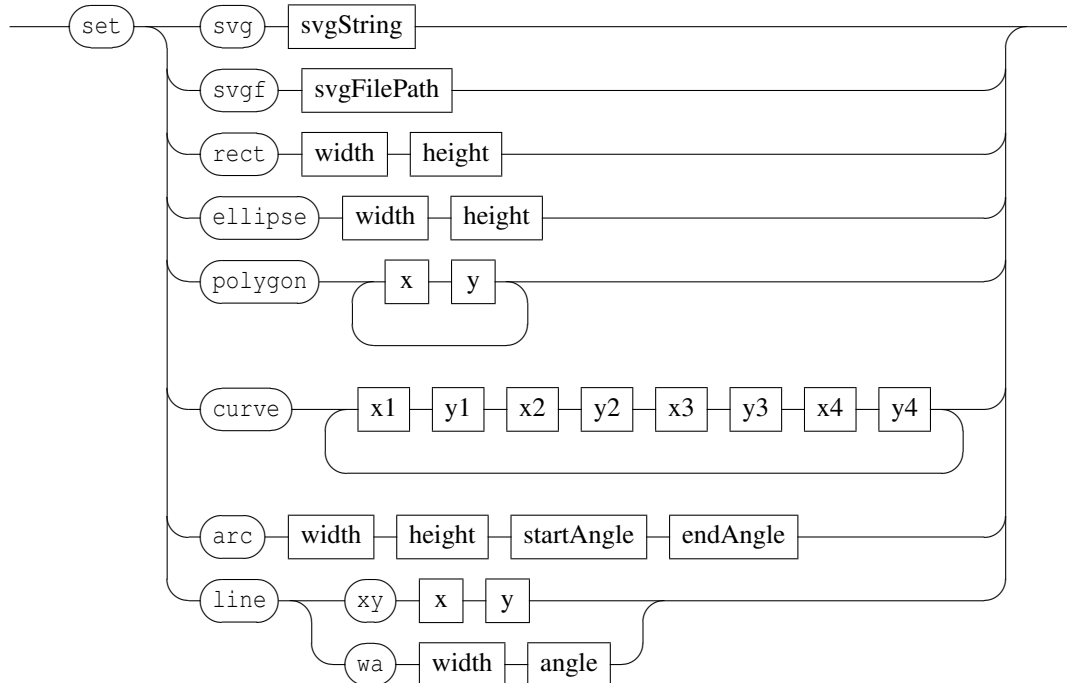 set svg svgString
svgf svgFilePath
rect width height
ellipse width height
polygon x y
curve x1 y1 x2 y2 x3 y3 x4 y4
arc width height startAngle endAngle
line xy x y
wa width angle